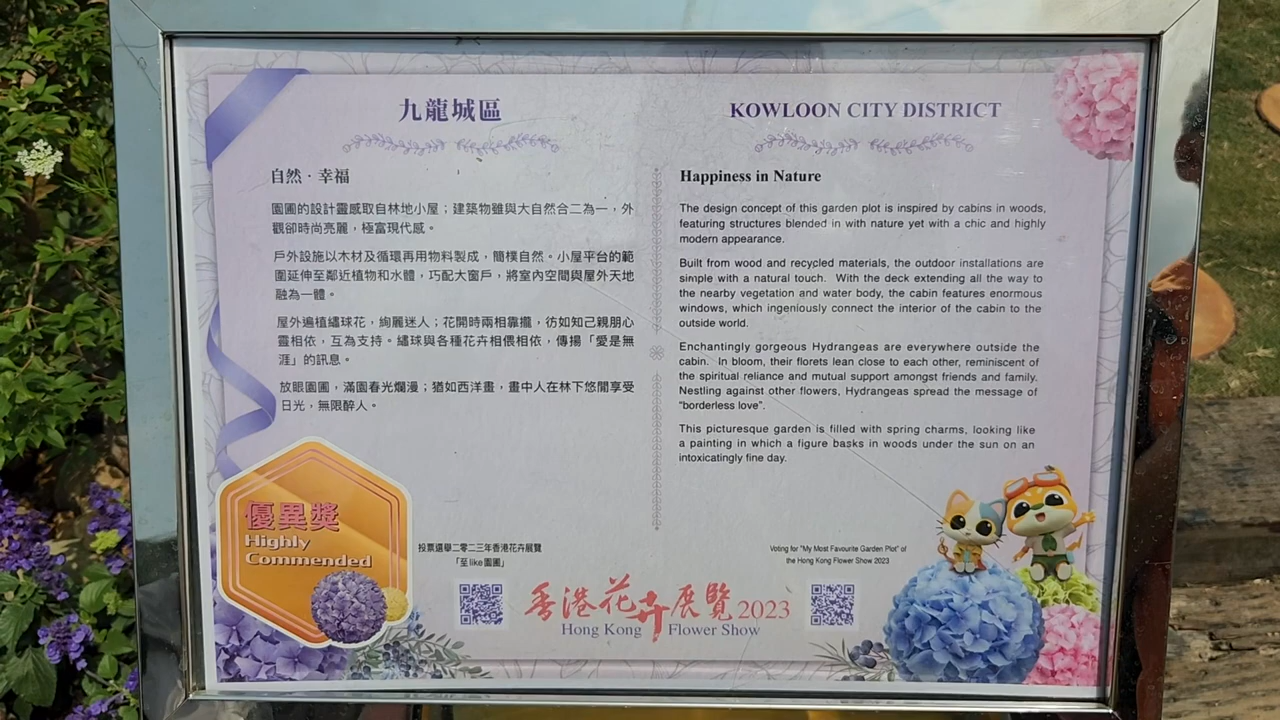 九龍城區
自然 · 幸福
園圃的設計靈感取自林地小屋；建築物雖與大自然合二為一，外
觀卻時尚亮麗，極富現代感。
戶外設施以木材及循環再用物料製成，簡樸自然。小屋平台的範
圍延伸至鄰近植物和水體，巧配大窗戶，將室內空間與屋外天地
融為一體。
屋外遍植繡球花，絢麗迷人；花開時兩相靠攏，彷如知己親朋心
靈相依，互為支持。繡球與各種花卉相偎相依，傳揚「愛是無
涯」的訊息。
放眼園圃，滿園春光爛漫；猶如西洋畫，畫中人在林下悠閒享受
日光，無限醉人。
KOWLOON CITY DISTRICT
Happiness in Nature
The design concept of this garden plot is inspired by cabins in woods,
featuring structures blended in with nature yet with a chic and highly
modern appearance.
Built from wood and recycled materials, the outdoor installations are
simple with a natural touch. With the deck extending all the way to
the nearby vegetation and water body, the cabin features enormous
windows, which ingeniously connect the interior of the cabin to the
outside world.
Enchantingly gorgeous Hydrangeas are everywhere outside the
cabin. In bloom, their florets lean close to each other, reminiscent of
the spiritual reliance and mutual support amongst friends and family.
Nestling against other flowers, Hydrangeas spread the message of
“borderless love”.
This picturesque garden is filled with spring charms, looking like
a painting in which a figure basks in woods under the sun on an
intoxicatingly fine day.
優異獎
Highly
Commended
投票選舉二零二三年香港花卉展覽
「至like園圃」
Voting for "My Most Favourite Garden Plot" of
the Hong Kong Flower Show 2023
香港花卉展覽2023
Hong Kong Flower Show